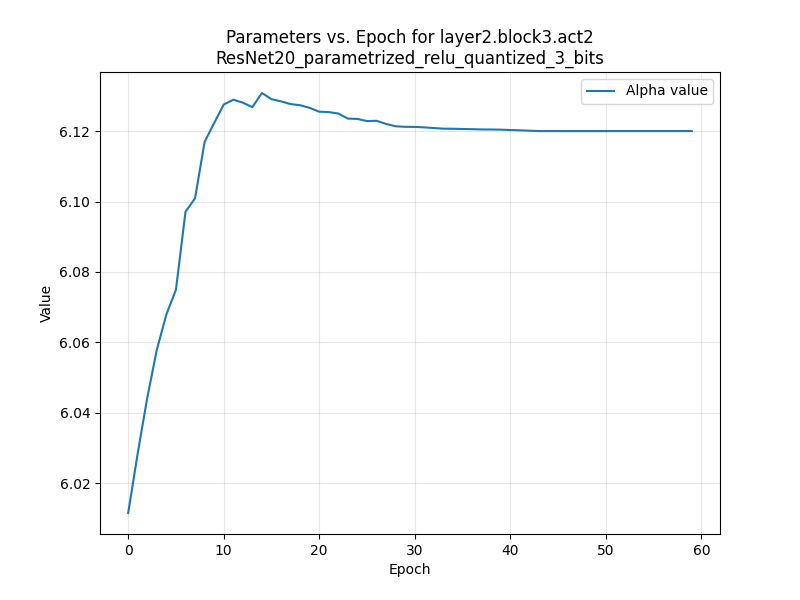 Parameters vs. Epoch for layer2.block3.act2
ResNet20_parametrized_relu_quantized_3_bits
Alpha value
6.12
6.10
6.08
6.06
6.04
6.02
Value
0 10 20 30 40 50 60
Epoch